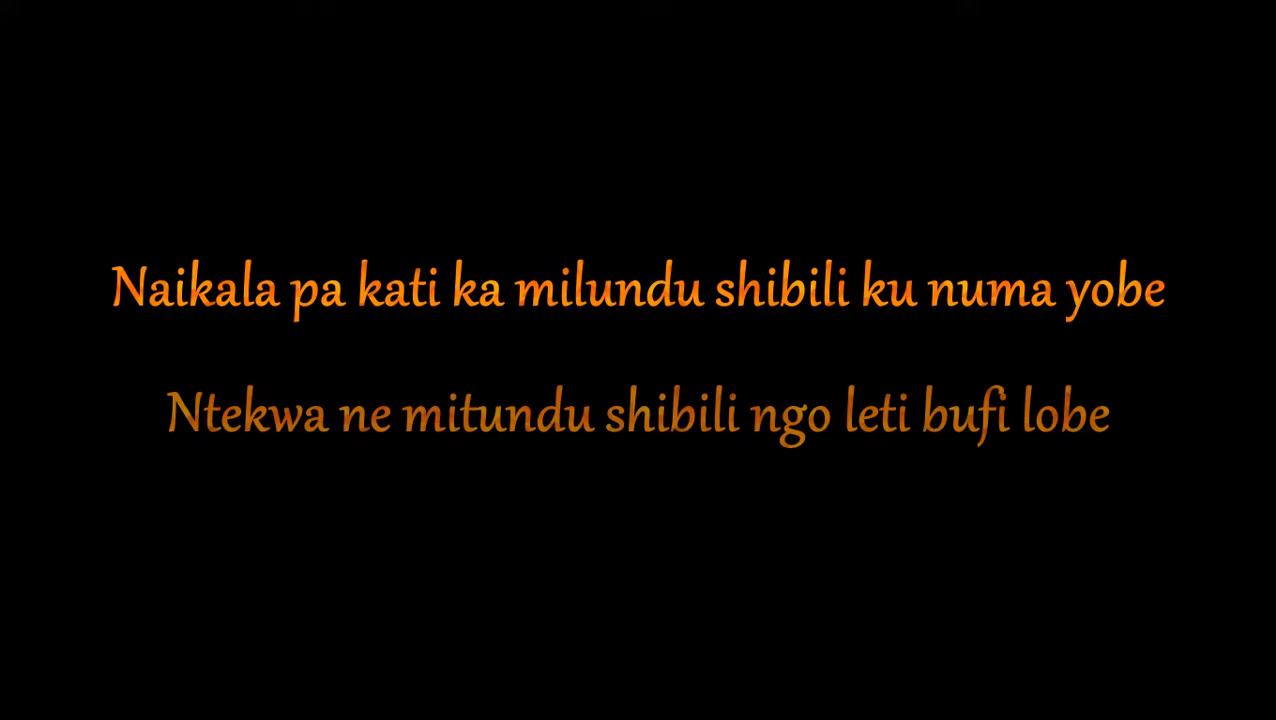 Naikala pa kati ka milundu shibili ku numa yobe
Ntekwa ne mitundu shibili ngo leti bufi lobe